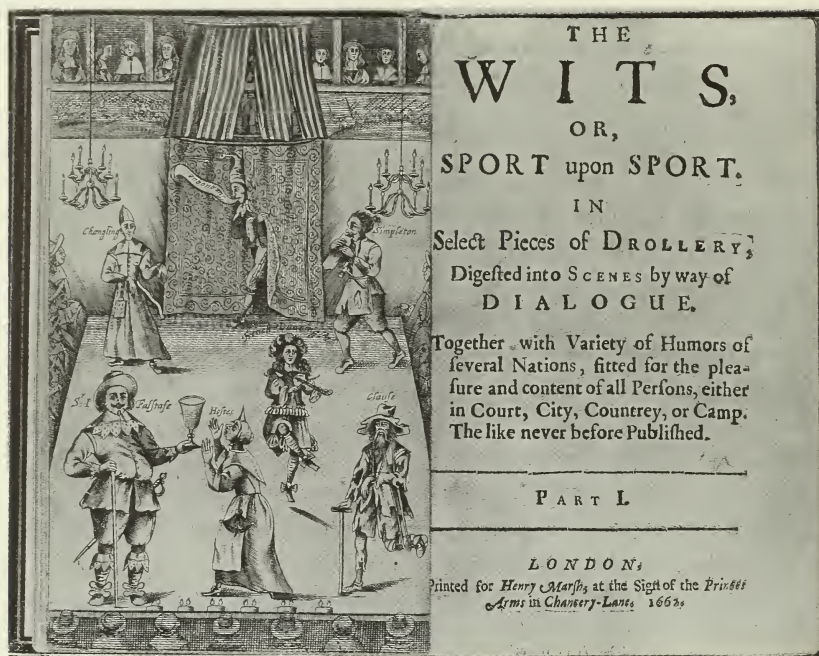 Changling
Simpleton
Sr I
Falstafe
Hostes
Clause
THE
WITS,
OR,
SPORT upon SPORT.
IN
Select Pieces of DROLLERY,
Digeſted into SCENES by way of
DIALOGUE.
Together with Variety of Humors of
ſeveral Nations, fitted for the plea-
ſure and content of all Perſons, either
in Court, City, Countrey, or Camp.
The like never before Publiſhed.
PART I.
LONDON,
Printed for Henry Marſh, at the Sign of the Princes
Arms in Chancery-Lane,